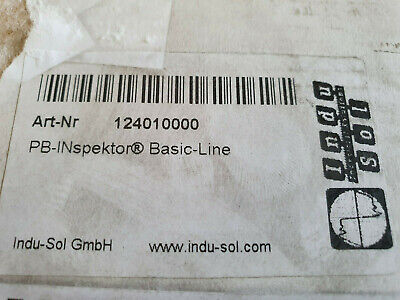 Art-Nr 124010000
PB-INspektor® Basic-Line
Indu-Sol GmbH www.indu-sol.com
Indu
Sol